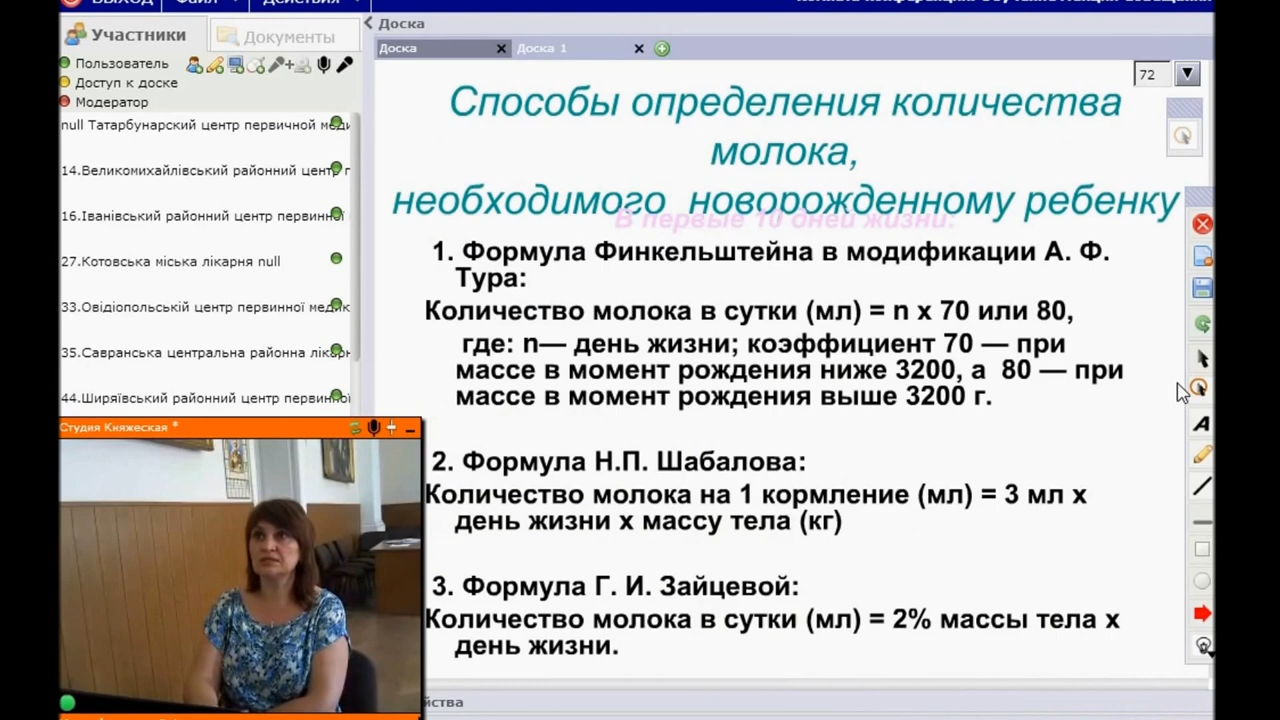 ВЫХОД
Файл
Действия
Участники
Документы
Пользователь
Доступ к доске
Модератор
null Татарбунарский центр первичной меди
14.Великомихайлівський районний центр п
16.Іванівський районний центр первинної
27.Котовська міська лікарня null
33.Овідіопольській центр первинної медик
35.Савранська центральна районна лікарн
44.Ширяївський районний центр первинної
Студия Княжеская *
Доска
Доска
Доска 1
72
Способы определения количества
молока,
необходимого новорожденному ребенку
В первые 10 дней жизни:
1. Формула Финкельштейна в модификации А. Ф.
Тура:
Количество молока в сутки (мл) = n x 70 или 80,
где: n— день жизни; коэффициент 70 — при
массе в момент рождения ниже 3200, а 80 — при
массе в момент рождения выше 3200 г.
2. Формула Н.П. Шабалова:
Количество молока на 1 кормление (мл) = 3 мл х
день жизни х массу тела (кг)
3. Формула Г. И. Зайцевой:
Количество молока в сутки (мл) = 2% массы тела х
день жизни.
йства